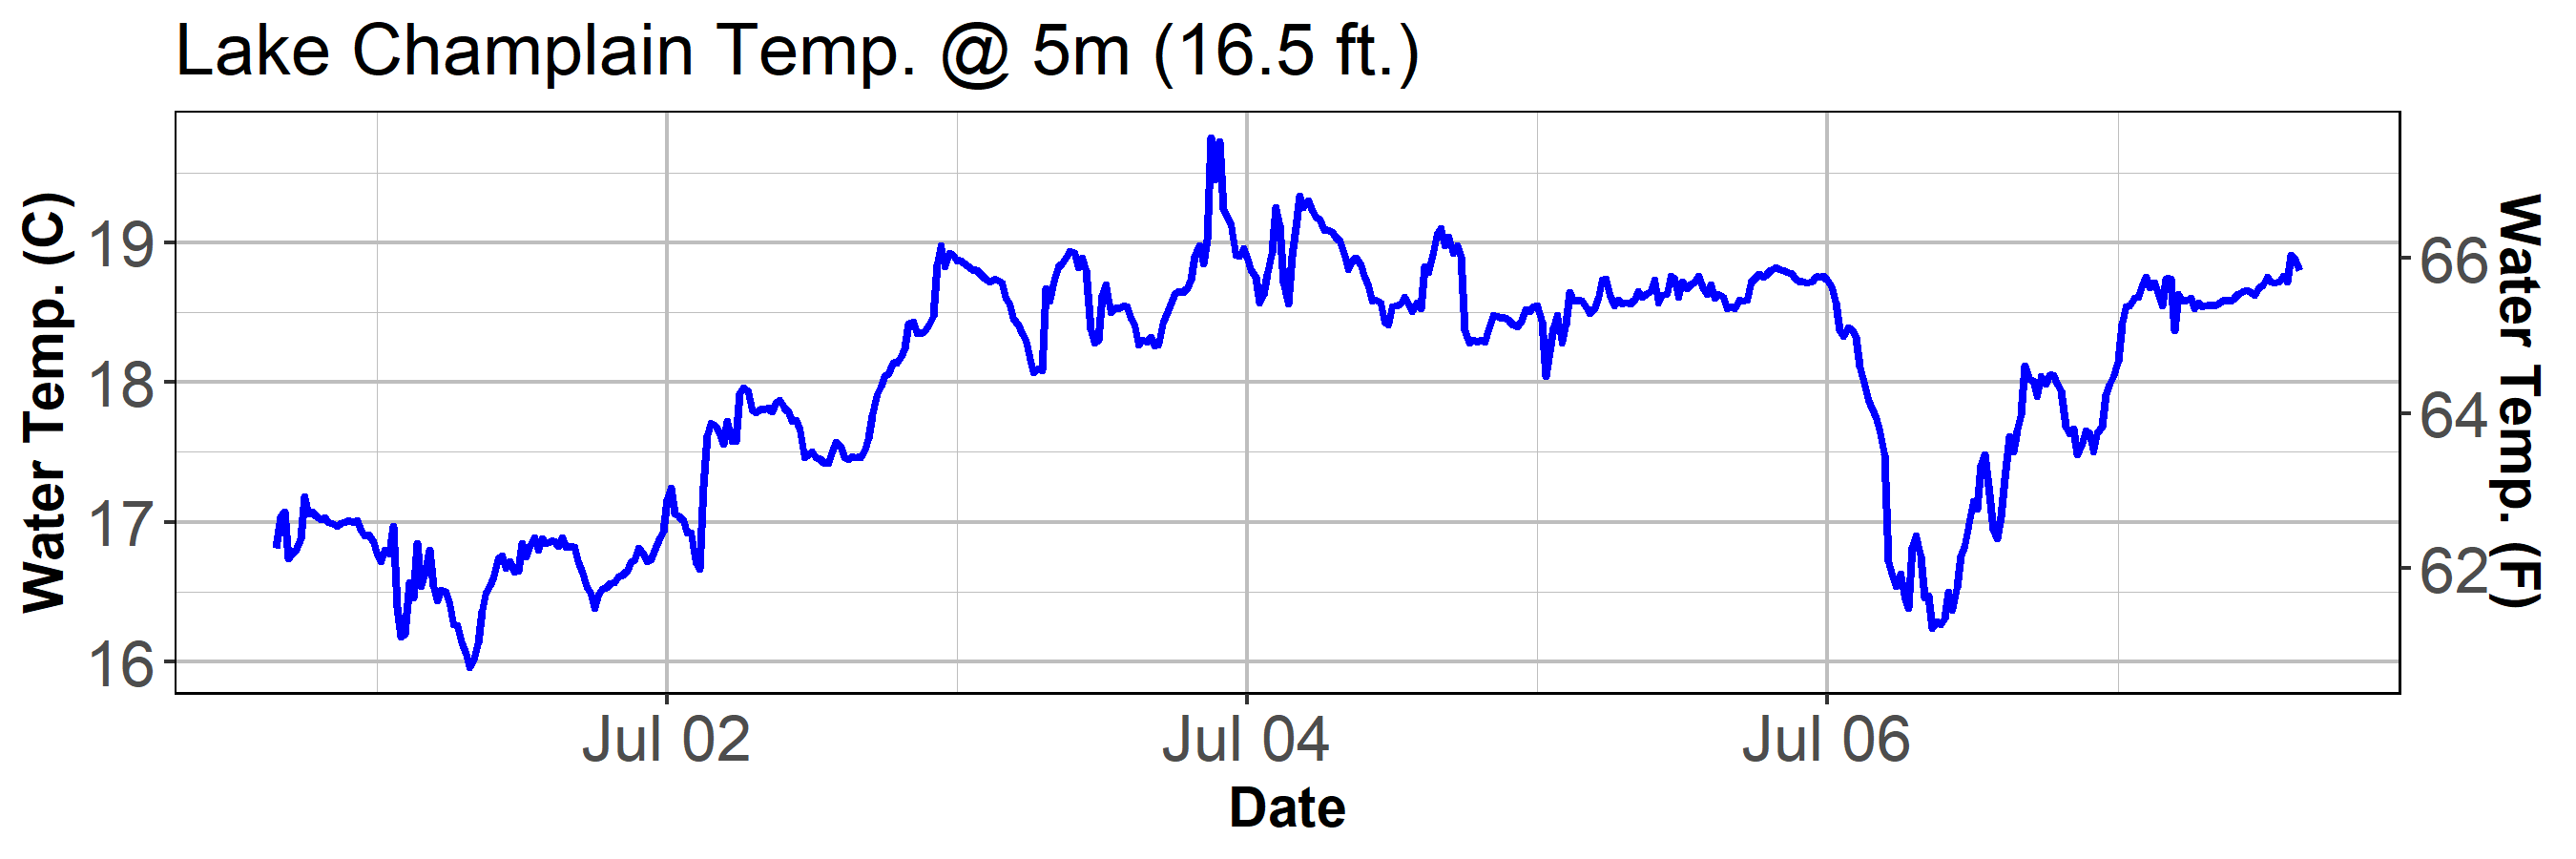 Lake Champlain Temp. @ 5m (16.5 ft.)
Water Temp. (C)
19
18
17
16
66
64
62
Water Temp. (F)
Jul 02
Jul 04
Jul 06
Date